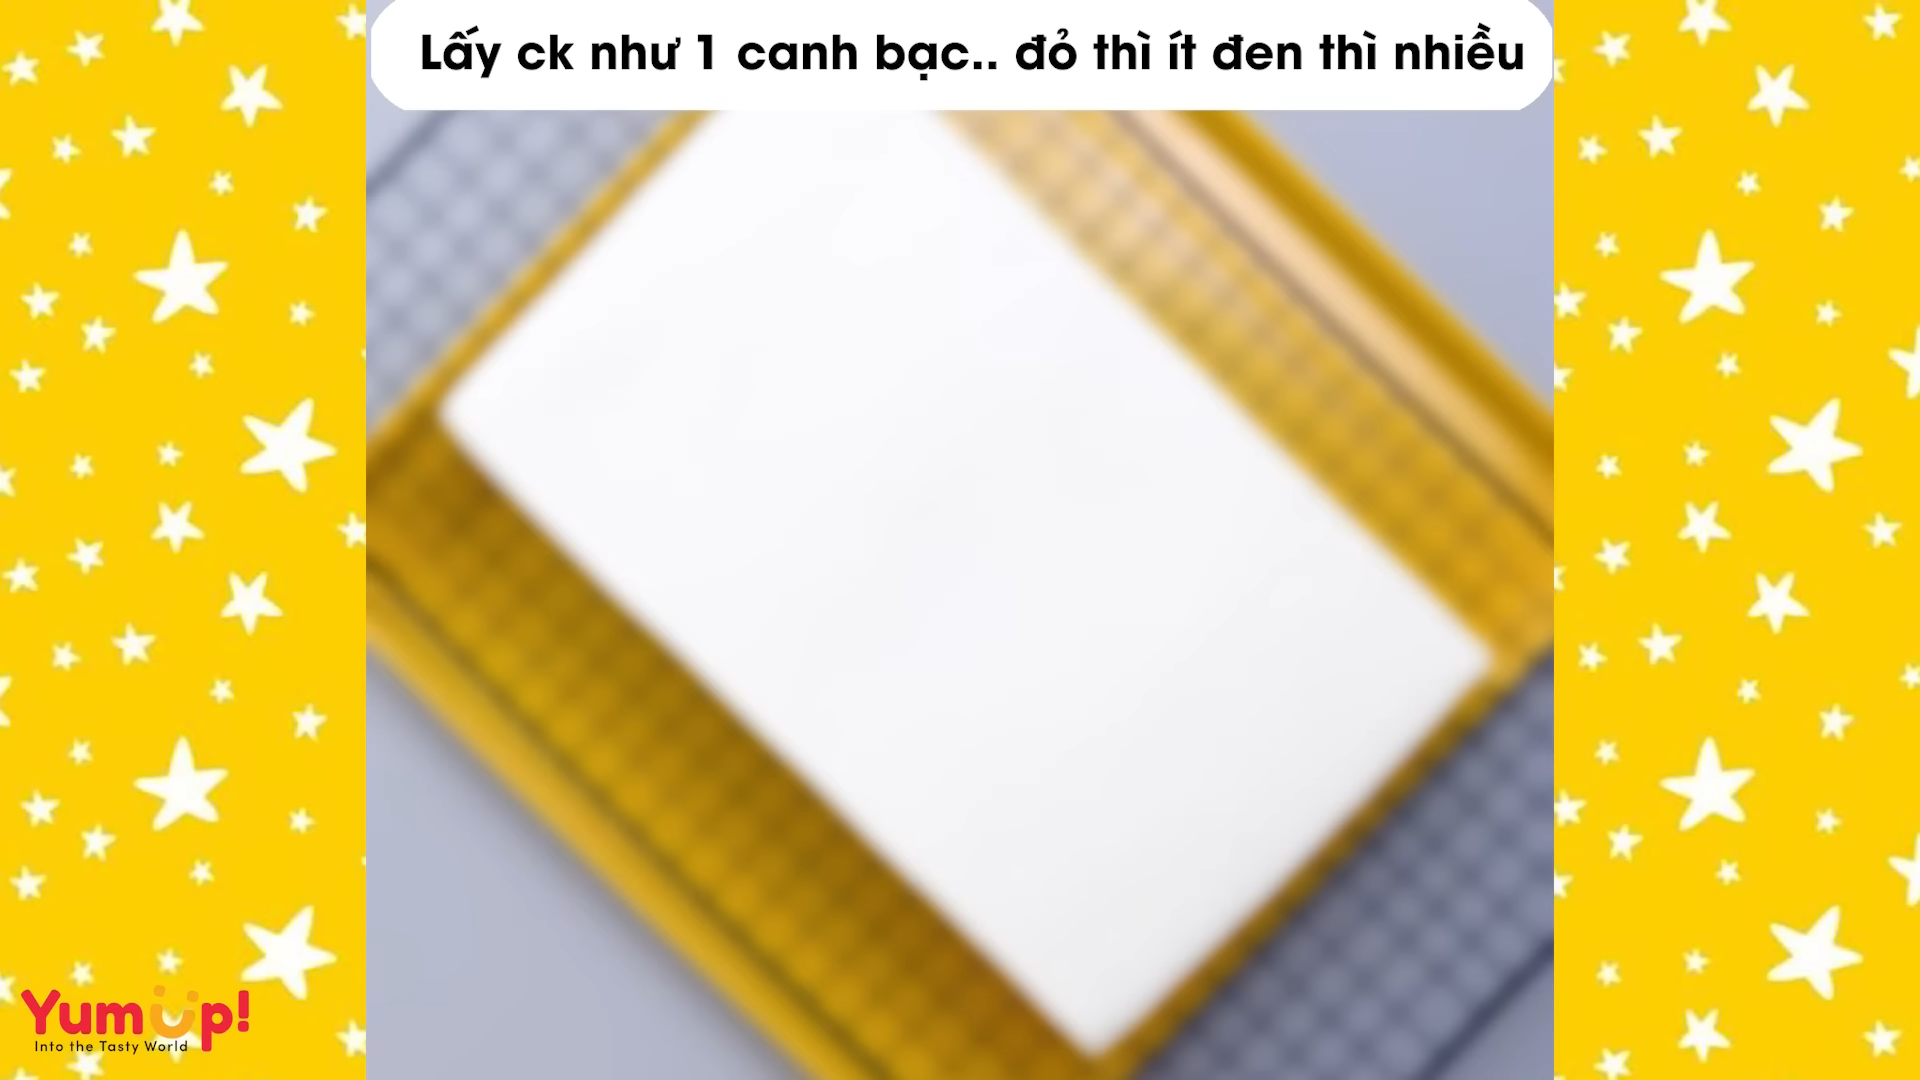 Lấy ck như 1 canh bạc.. đỏ thì ít đen thì nhiều
YumUp!
Into the Tasty World